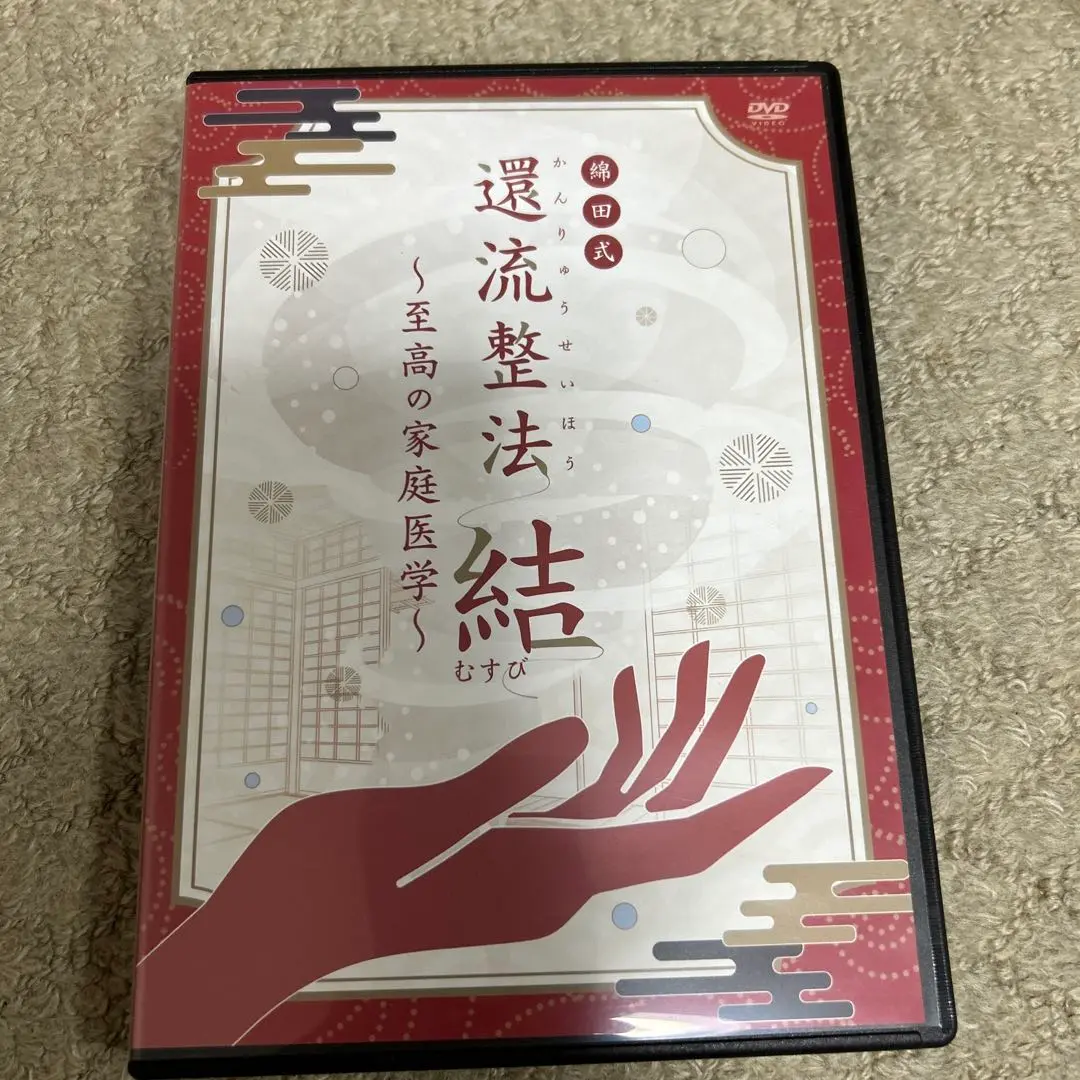 DVD
VIDEO
綿田式
還流整法
かんりゅうせいほう
結
むすび
～至高の家庭医学～